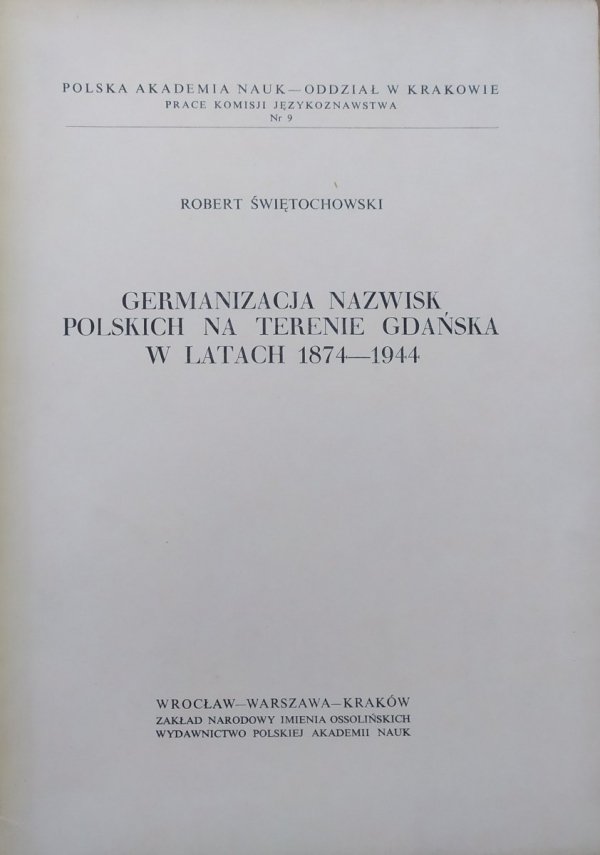 POLSKA AKADEMIA NAUK—ODDZIAŁ W KRAKOWIE
PRACE KOMISJI JĘZYKOZNAWSTWA
Nr 9
ROBERT ŚWIĘTOCHOWSKI
GERMANIZACJA NAZWISK
POLSKICH NA TERENIE GDAŃSKA
W LATACH 1874—1944
WROCŁAW—WARSZAWA—KRAKÓW
ZAKŁAD NARODOWY IMIENIA OSSOLIŃSKICH
WYDAWNICTWO POLSKIEJ AKADEMII NAUK